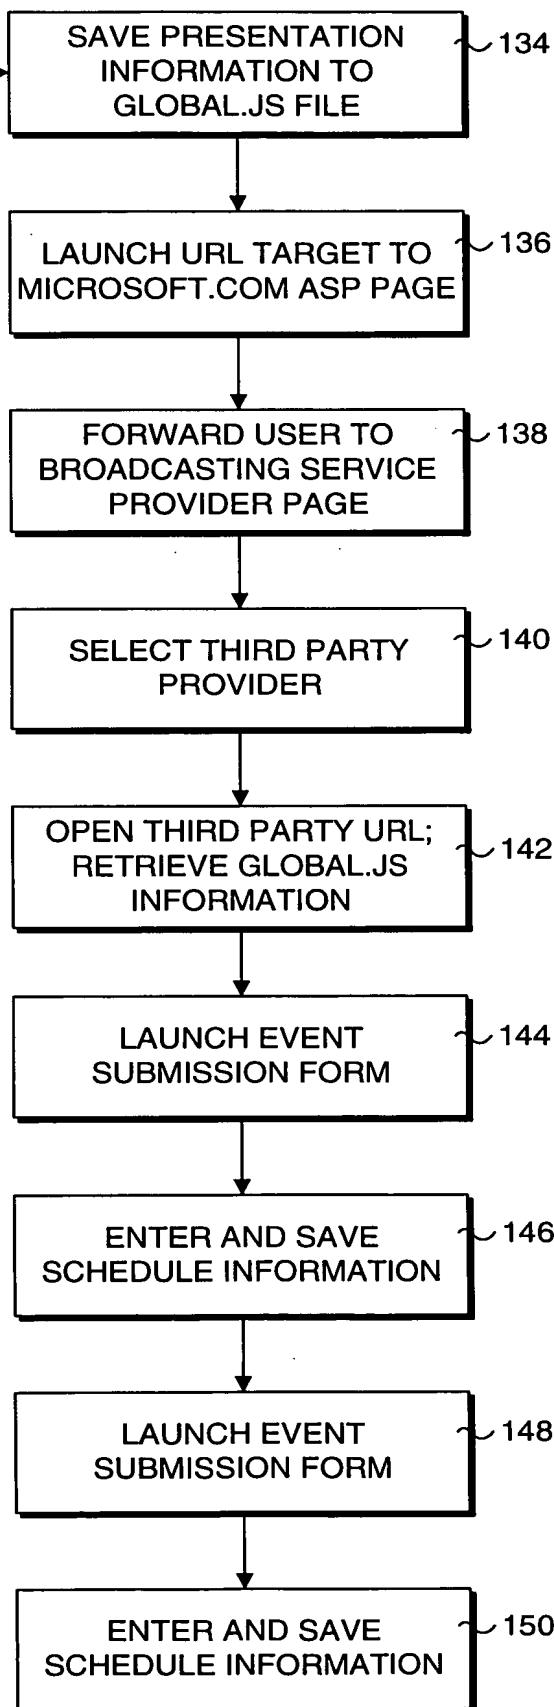 SAVE PRESENTATION
INFORMATION TO
GLOBAL.JS FILE
134
LAUNCH URL TARGET TO
MICROSOFT.COM ASP PAGE
136
FORWARD USER TO
BROADCASTING SERVICE
PROVIDER PAGE
138
SELECT THIRD PARTY
PROVIDER
140
OPEN THIRD PARTY URL;
RETRIEVE GLOBAL.JS
INFORMATION
142
LAUNCH EVENT
SUBMISSION FORM
144
ENTER AND SAVE
SCHEDULE INFORMATION
146
LAUNCH EVENT
SUBMISSION FORM
148
ENTER AND SAVE
SCHEDULE INFORMATION
150